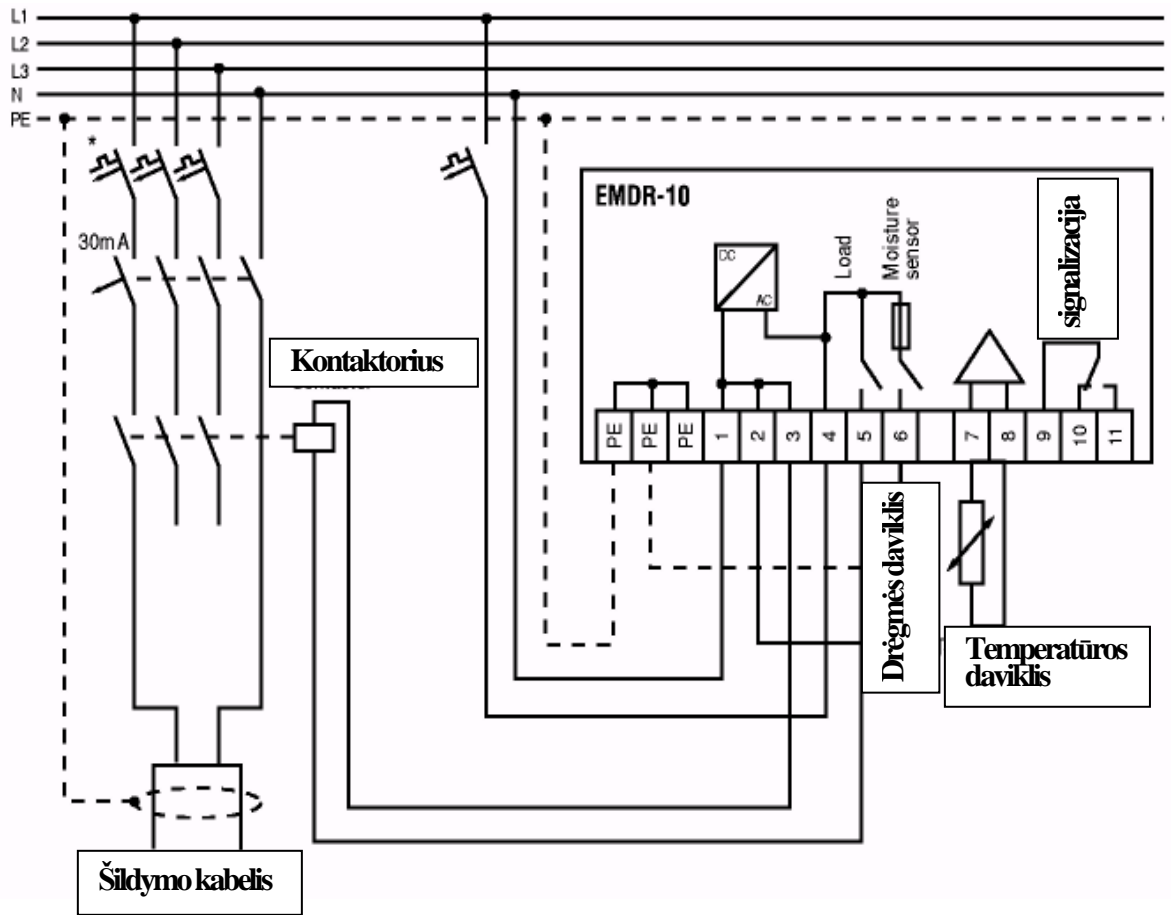 L1
L2
L3
N
PE
*
30mA
EMDR-10
DC
AC
Load
Moisture
sensor
signalizacija
Kontaktorius
PE
PE
PE
1
2
3
4
5
6
7
8
9
10
11
Drėgmės daviklis
Temperatūros
daviklis
Šildymo kabelis